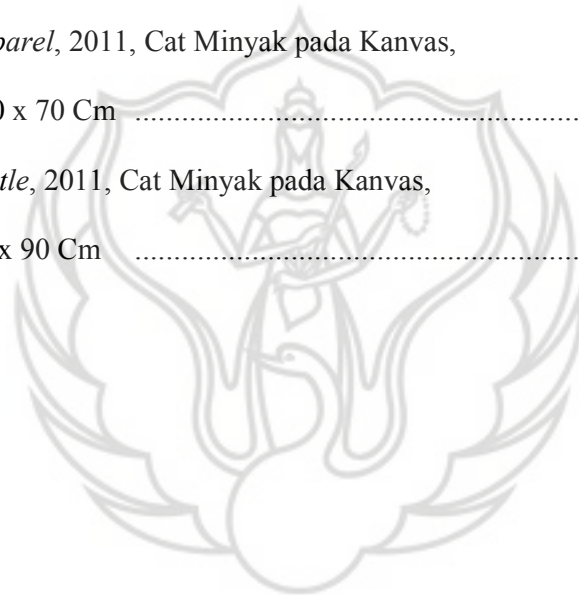 parel, 2011, Cat Minyak pada Kanvas,
0 x 70 Cm ..........................................................
tle, 2011, Cat Minyak pada Kanvas,
x 90 Cm ..........................................................